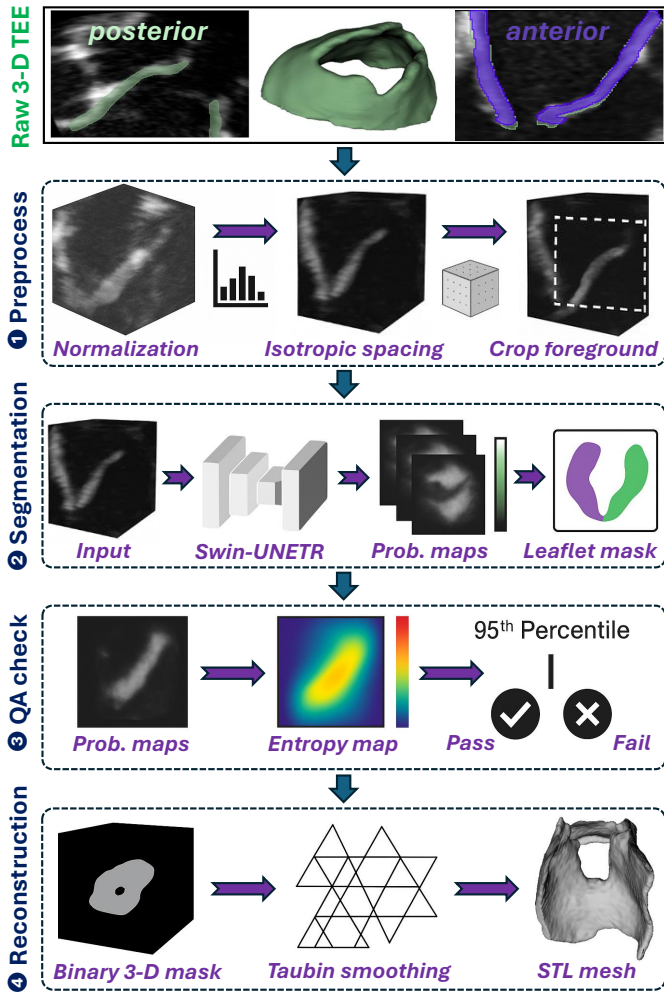 Raw 3-D TEE
posterior
anterior
❶ Preprocess
Normalization
Isotropic spacing
Crop foreground
❷ Segmentation
Input
Swin-UNETR
Prob. maps
Leaflet mask
❸ QA check
95th Percentile
Prob. maps
Entropy map
Pass
Fail
❹ Reconstruction
Binary 3-D mask
Taubin smoothing
STL mesh